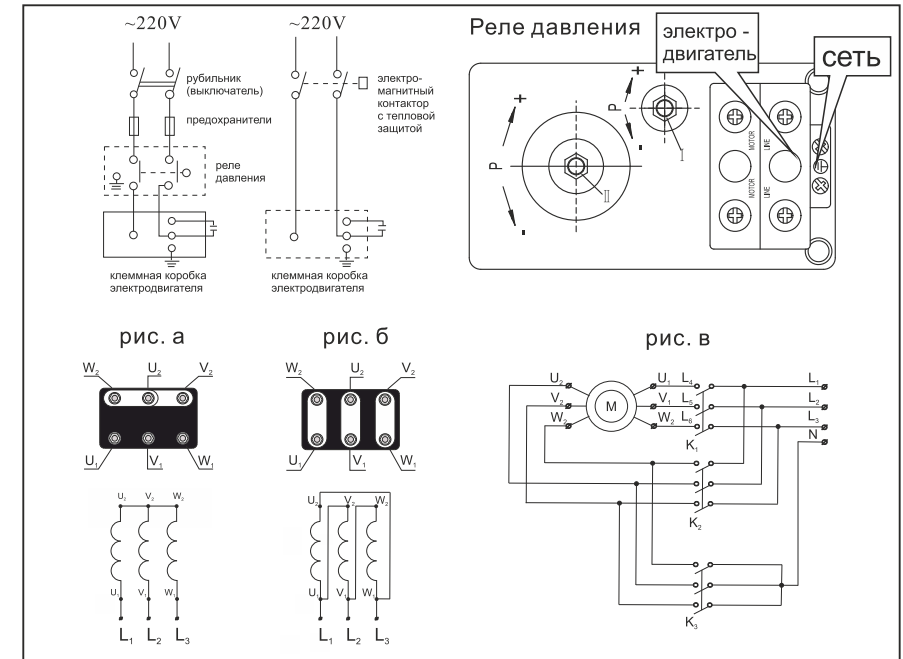 ~220V
~220V
рубильник
(выключатель)
предохранители
реле
давления
клеммная коробка
электродвигателя
электро-
магнитный
контактор
с тепловой
защитой
клеммная коробка
электродвигателя
Реле давления
электро -
двигатель
сеть
+
P
-
+
P
-
I
II
MOTOR
LINE
MOTOR
LINE
рис. а
рис. б
рис. в
W₂ U₂ V₂
U₁ V₁ W₁
U₁ V₂ W₂
U₁ V₁ W₁
L₁ L₂ L₃
W₂ U₂ V₂
U₁ V₁ W₁
U₂ V₂ W₂
U₁ V₁ W₁
L₁ L₂ L₃
U₂ U₁ L₄ L₁
V₂ M V₁ L₅ L₂
W₂ W₂ L₆ L₃
K₁ N
K₂
K₃